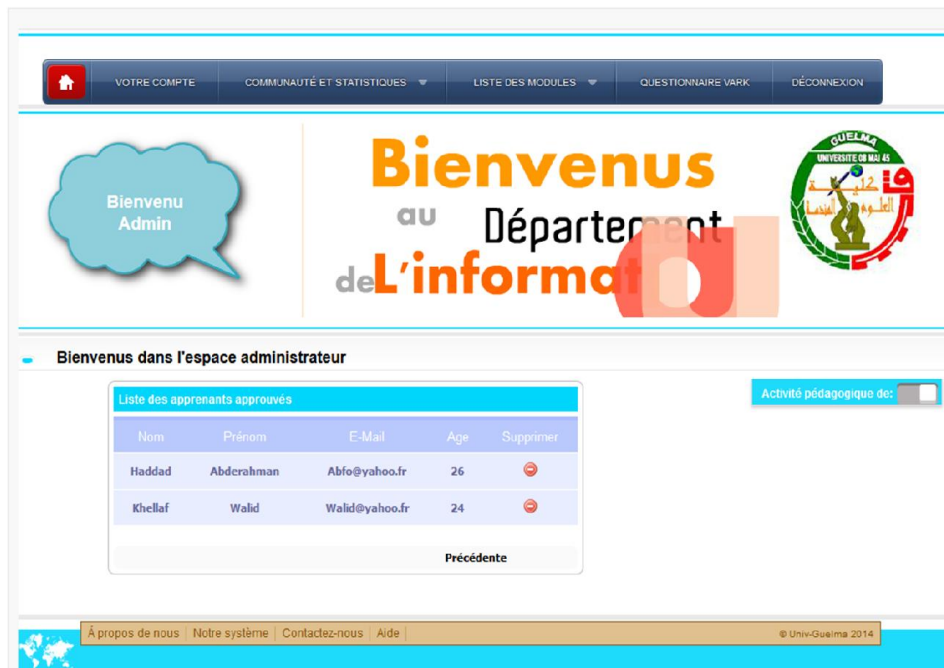 VOTRE COMPTE COMMUNAUTÉ ET STATISTIQUES LISTE DES MODULES QUESTIONNAIRE VARK DÉCONNEXION
Bienvenu
Admin
Bienvenus
au Département
de L'informat
GUELMA
UNIVERSITE 08 MAI 45
كلية
العلوم
Bienvenus dans l'espace administrateur
Liste des apprenants approuvés
Activité pédagogique de:
Nom Prénom E-Mail Age Supprimer
Haddad Abderahman Abfo@yahoo.fr 26
Khellaf Walid Walid@yahoo.fr 24
Précédente
Á propos de nous Notre système Contactez-nous Aide
© Univ-Guelma 2014